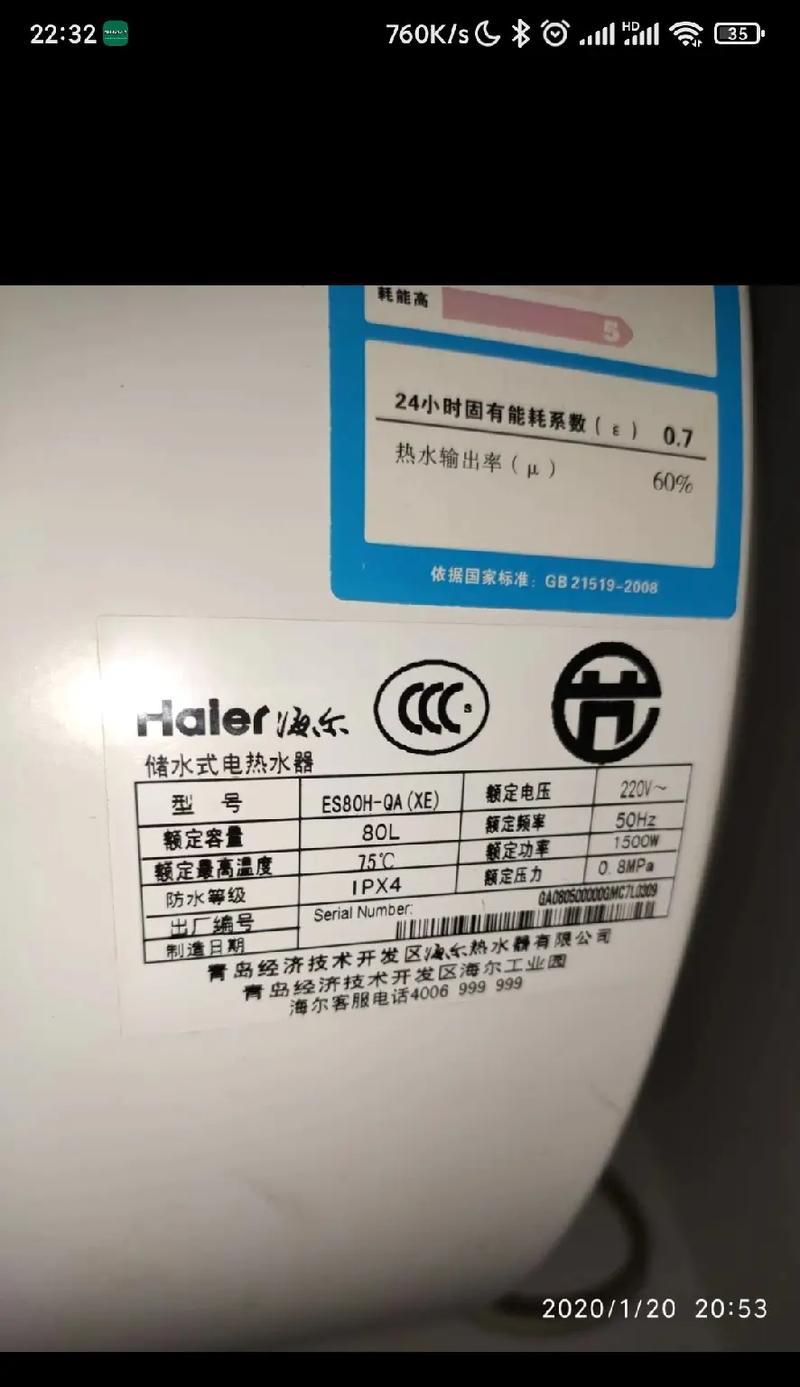 22:32 760K/s HD 35
耗能高 5
24小时固有能耗系数(ε) 0.7
热水输出率(μ) 60%
依据国家标准:GB 21519-2008
Haier 海尔 CCC S
储水式电热水器
型 号 ES80H-QA(XE) 额定电压 220V~
额定容量 80L 额定频率 50Hz
额定最高温度 75℃ 额定功率 1500W
防水等级 IPX4 额定压力 0.8MPa
出厂编号 Serial Number: GA080500000GMC7L0309
制造日期
青岛经济技术开发区海尔热水器有限公司
青岛经济技术开发区海尔工业园
海尔客服电话4006 999 999
2020/1/20 20:53